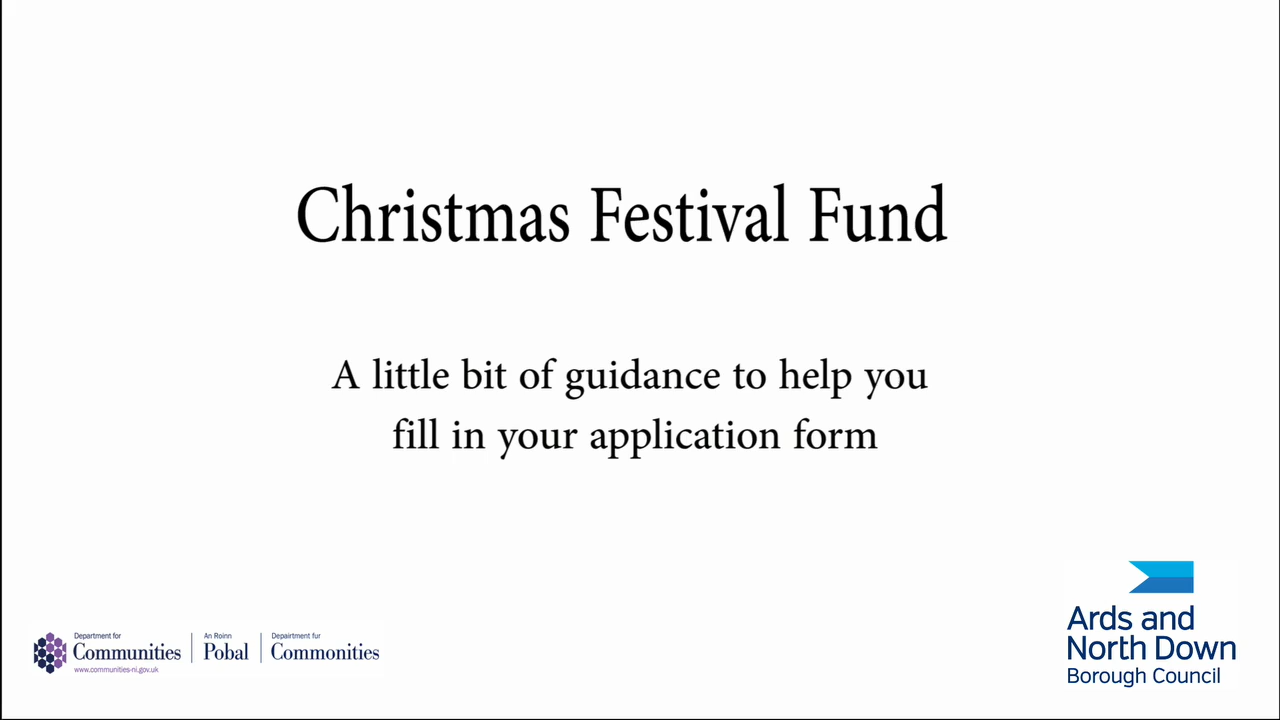 Christmas Festival Fund
A little bit of guidance to help you
fill in your application form
Department for
Communities
www.communities-ni.gov.uk
An Roinn
Pobal
Depairtment fur
Commonities
Ards and
North Down
Borough Council